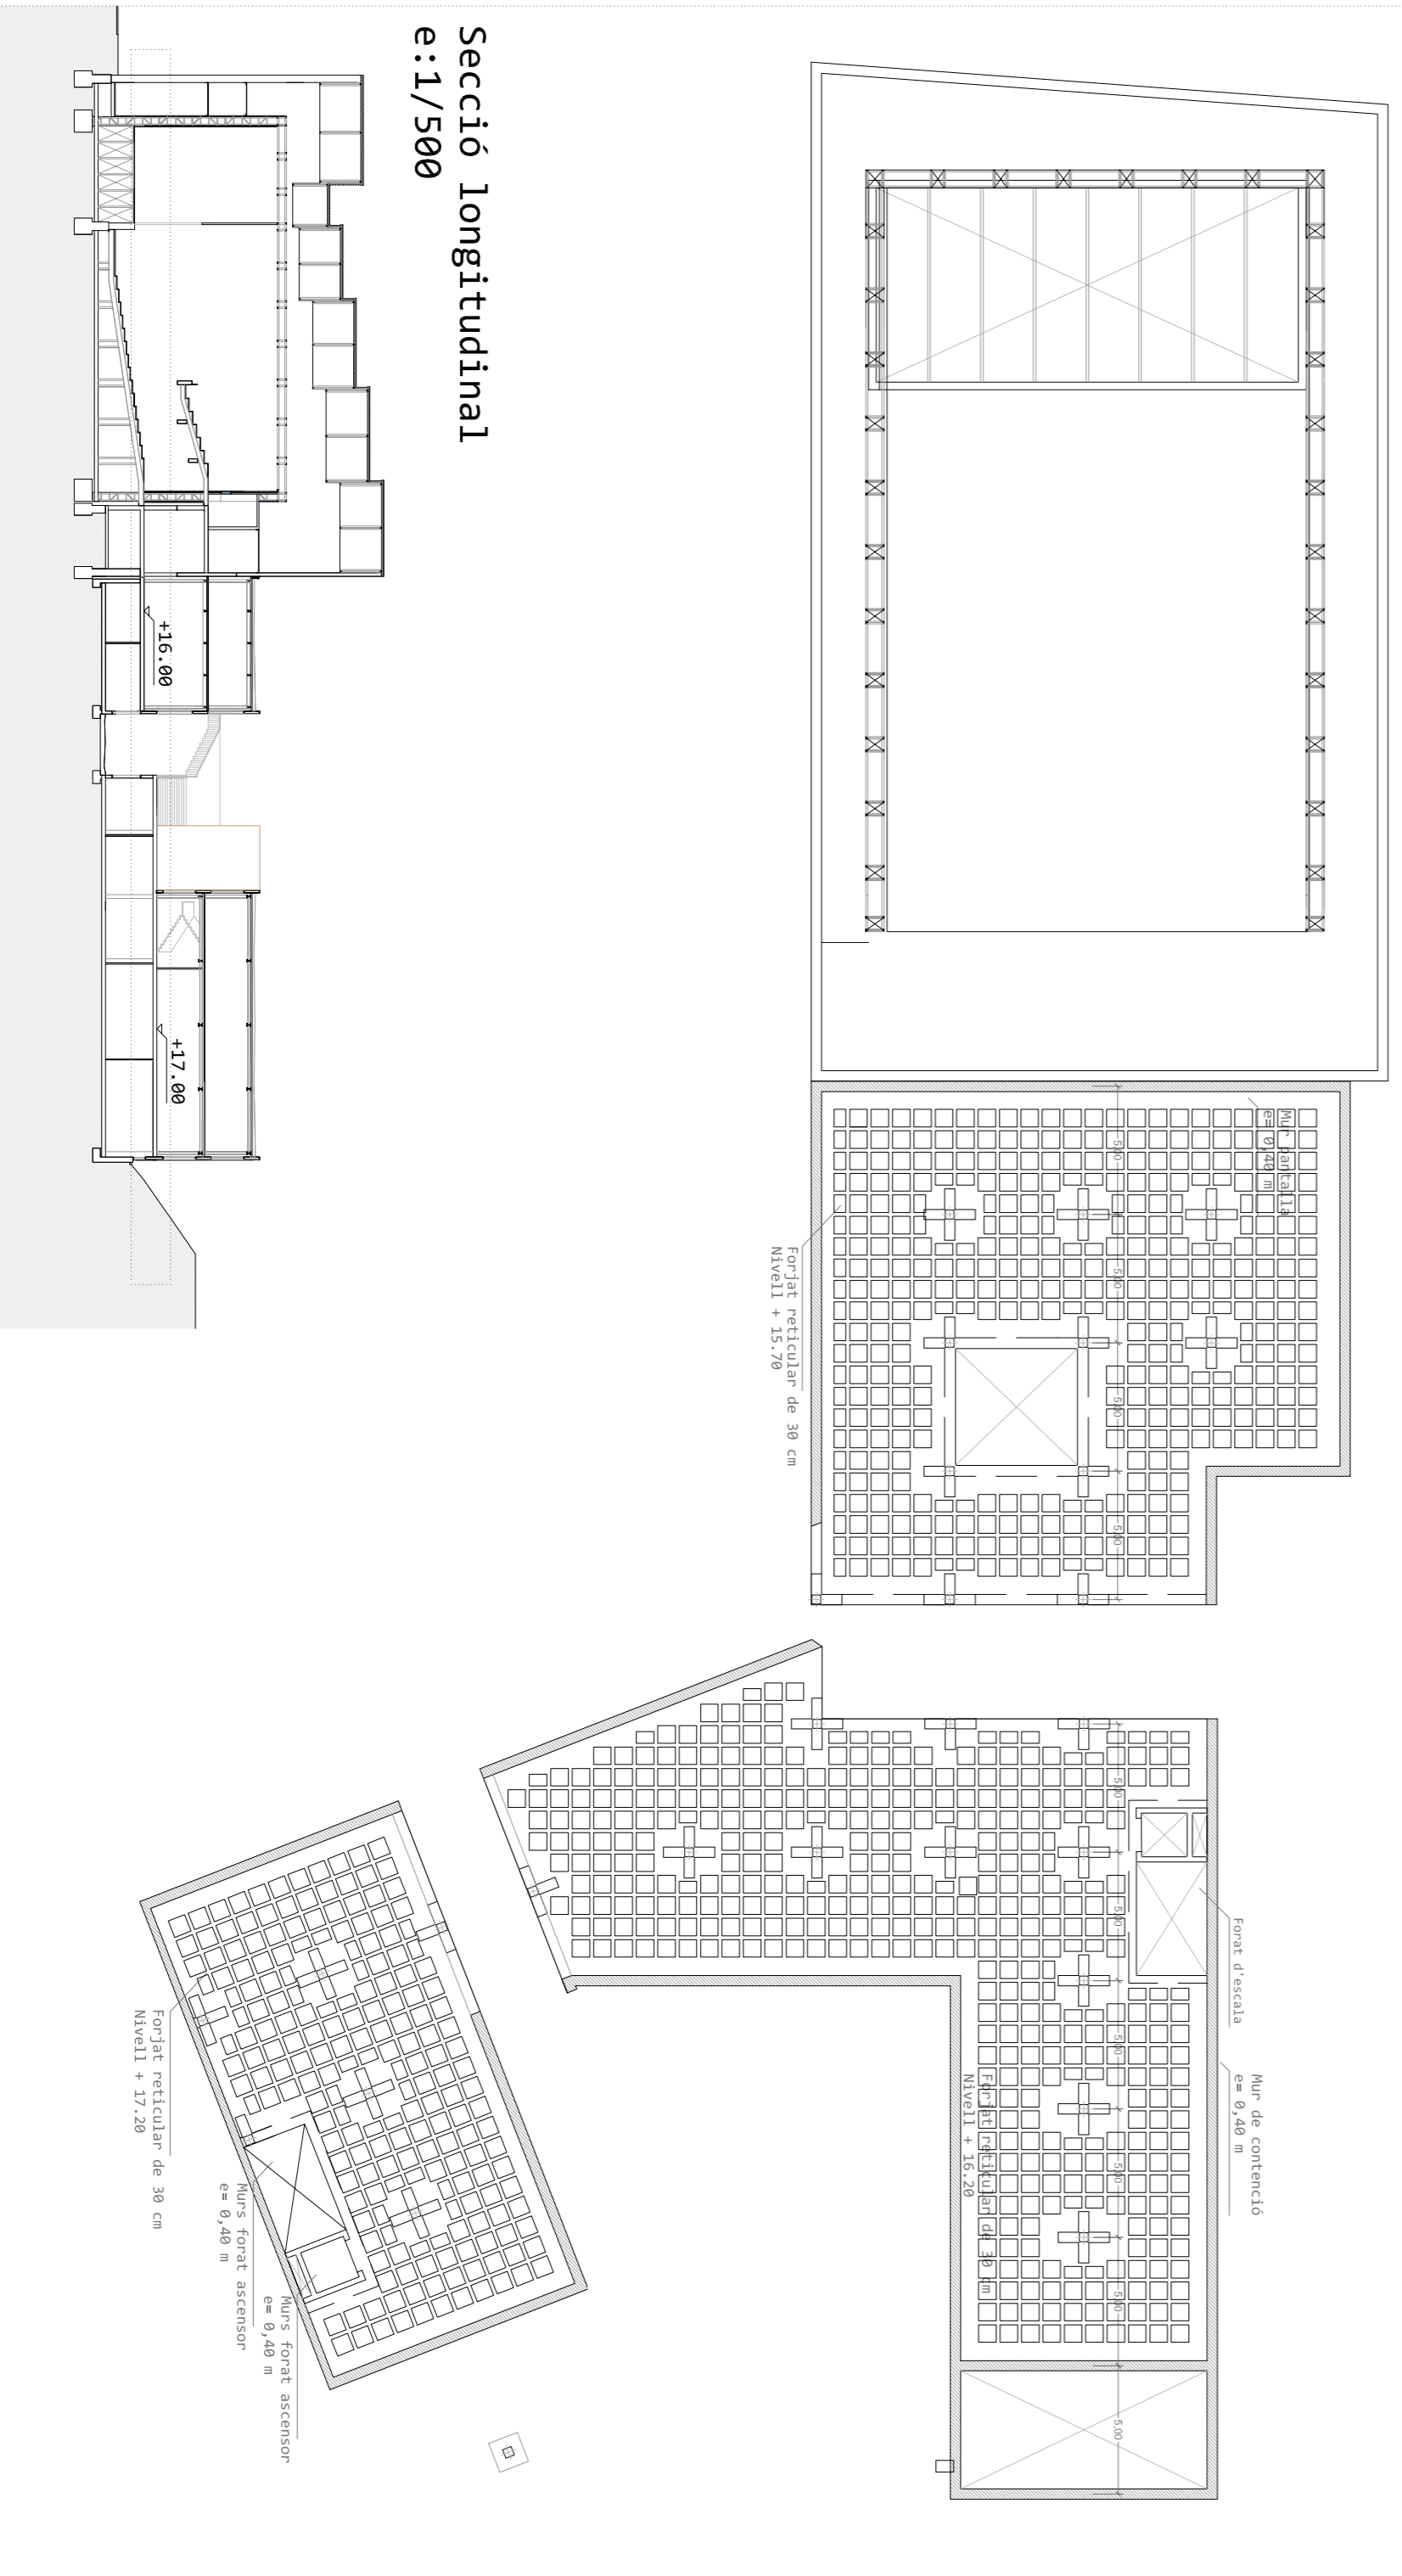 Secció longitudinal
e:1/500
+16.00
+17.00
Mur pantalla
e= 0,40 m
5,00
5,00
5,00
5,00
Forjat reticular de 30 cm
Nivell + 15.70
5,00
5,00
5,00
5,00
5,00
5,00
Forat d'escala
Mur de contenció
e= 0,40 m
Forjat reticular de 30 cm
Nivell + 16.20
Forjat reticular de 30 cm
Nivell + 17.20
Murs forat ascensor
e= 0,40 m
Murs forat ascensor
e= 0,40 m